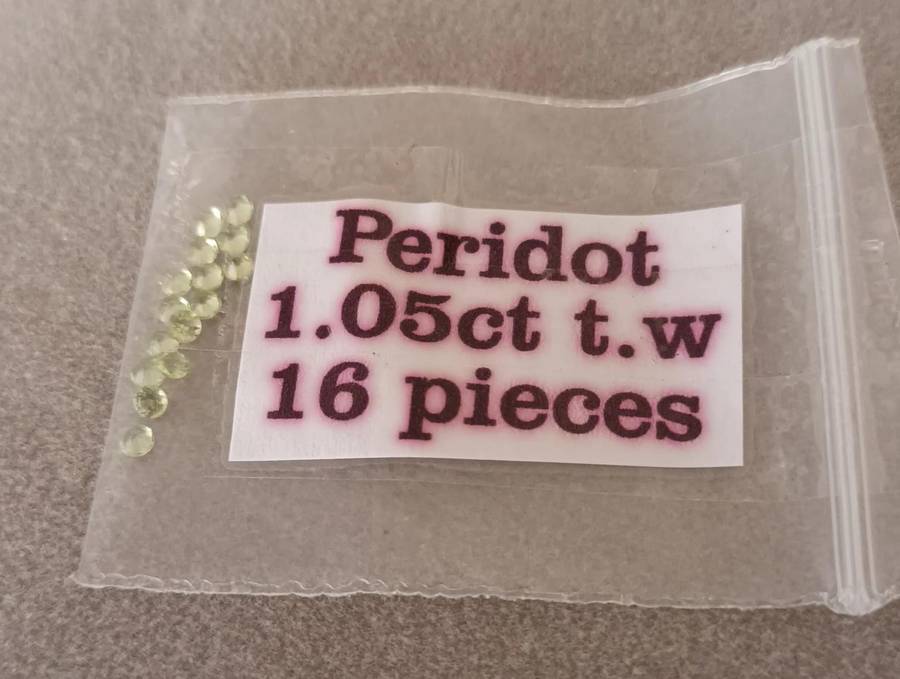 Peridot
1.05ct t.w
16 pieces